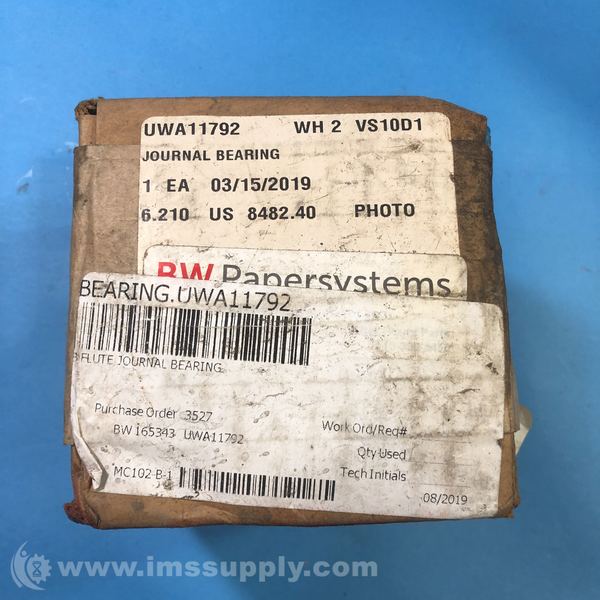 UWA11792 WH 2 VS10D1
JOURNAL BEARING
1 EA 03/15/2019
6.210 US 8482.40 PHOTO
BW Papersystems
BEARING.UWA11792
B FLUTE JOURNAL BEARING
Purchase Order 3527
Work Ord/Req#
BW 165343 UWA11792
Qty Used
MC102-B-1
Tech Initials
08/2019
www.imssupply.com